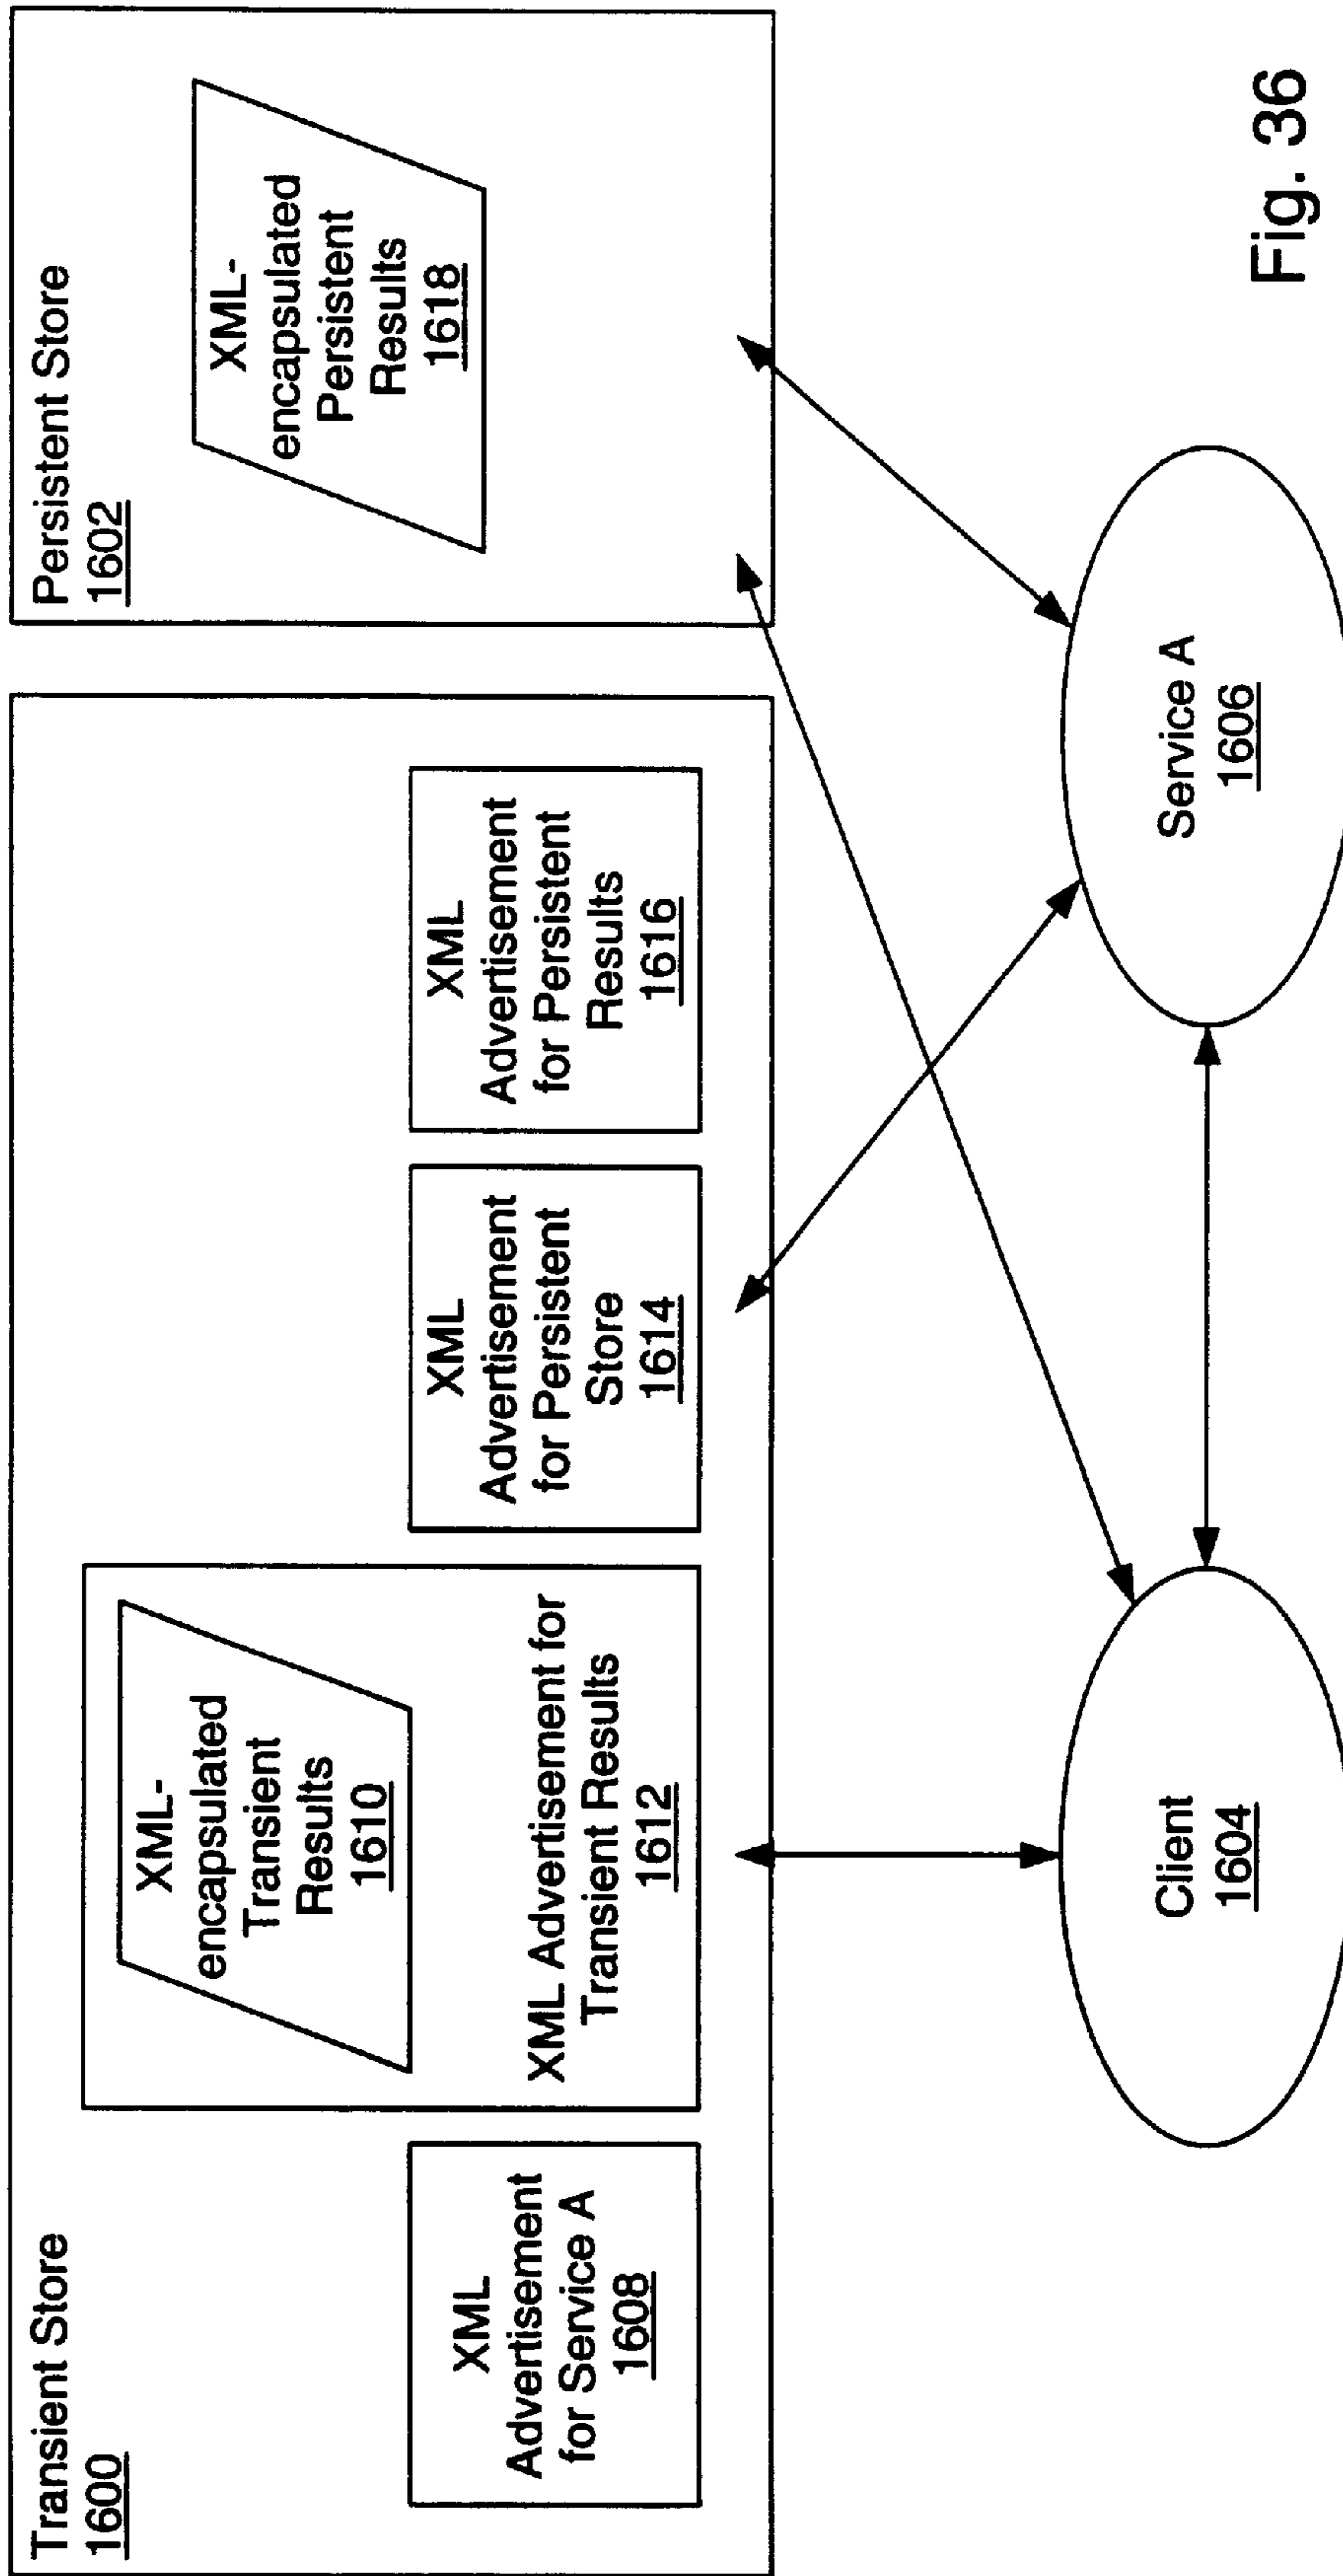 Transient Store
1600
XML
Advertisement
for Service A
1608
XML-
encapsulated
Transient
Results
1610
XML Advertisement for
Transient Results
1612
XML
Advertisement
for Persistent
Store
1614
XML
Advertisement
for Persistent
Results
1616
Persistent Store
1602
XML-
encapsulated
Persistent
Results
1618
Client
1604
Service A
1606
Fig. 36